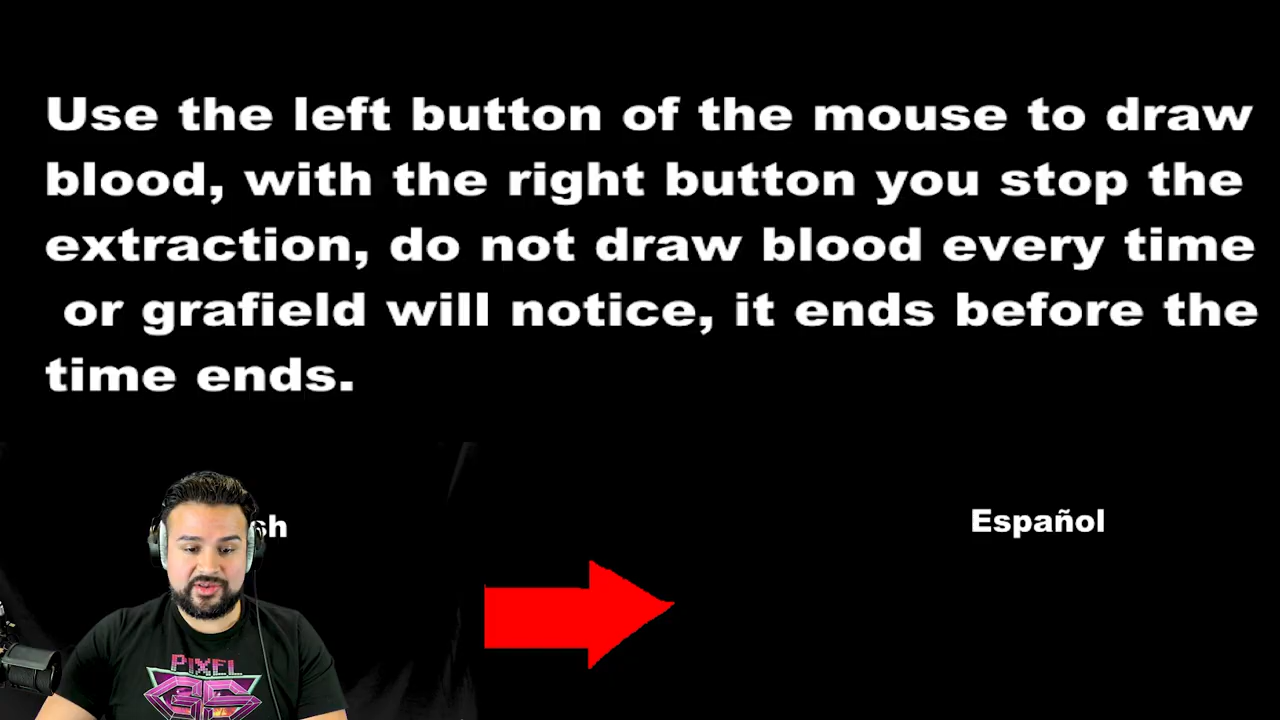 Use the left button of the mouse to draw
blood, with the right button you stop the
extraction, do not draw blood every time
or grafield will notice, it ends before the
time ends.
sh
Español
PIXEL